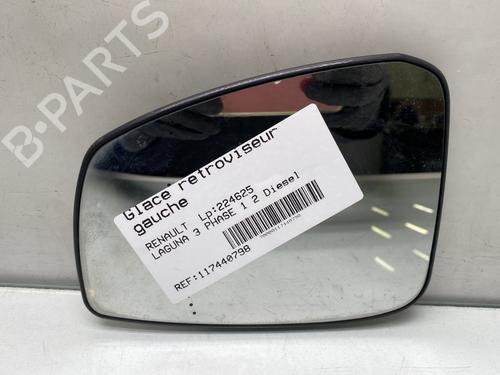 B-PARTS
Glace retroviseur
gauche
RENAULT Lp:224625
LAGUNA 3 PHASE 1 2 Diesel
REF:117440798